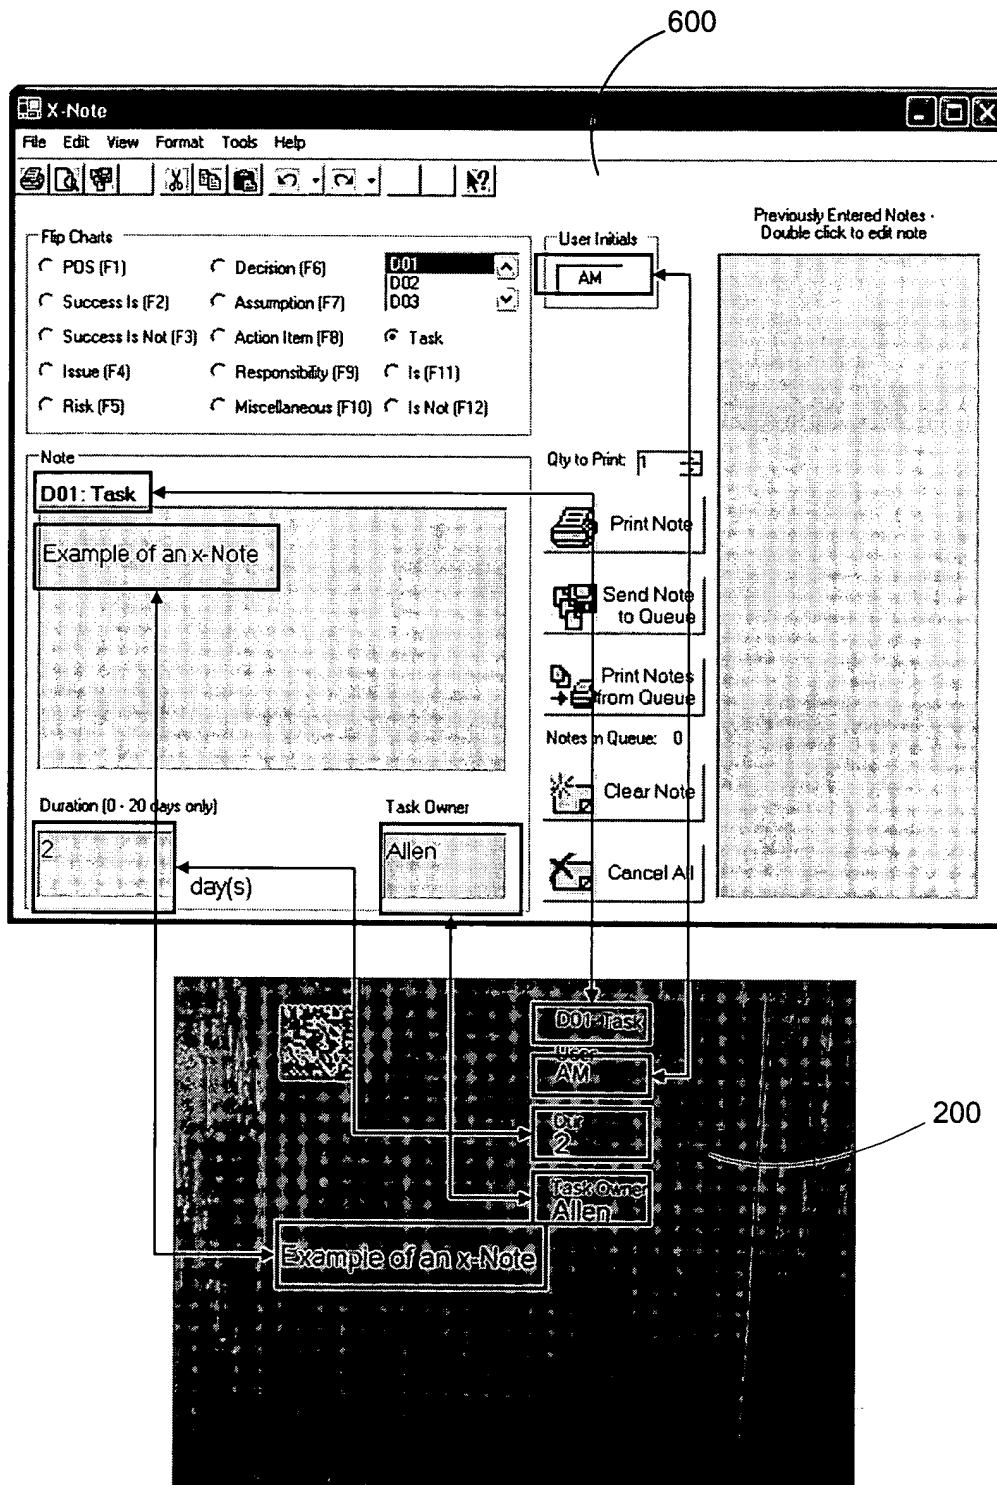 600
X-Note
File Edit View Format Tools Help
Previously Entered Notes -
Double click to edit note
Flip Charts
POS (F1)
Success Is (F2)
Success Is Not (F3)
Issue (F4)
Risk (F5)
Decision (F6)
Assumption (F7)
Action Item (F8)
Responsibility (F9)
Miscellaneous (F10)
D01
D02
D03
Task
Is (F11)
Is Not (F12)
User Initials
AM
Note
D01: Task
Example of an x-Note
Duration (0 - 20 days only)
2
day(s)
Task Owner
Allen
Qty to Print: 1
Print Note
Send Note
to Queue
Print Notes
from Queue
Notes in Queue: 0
Clear Note
Cancel All
D01: Task
User
AM
Dur
2
Task Owner
Allen
Example of an x-Note
200